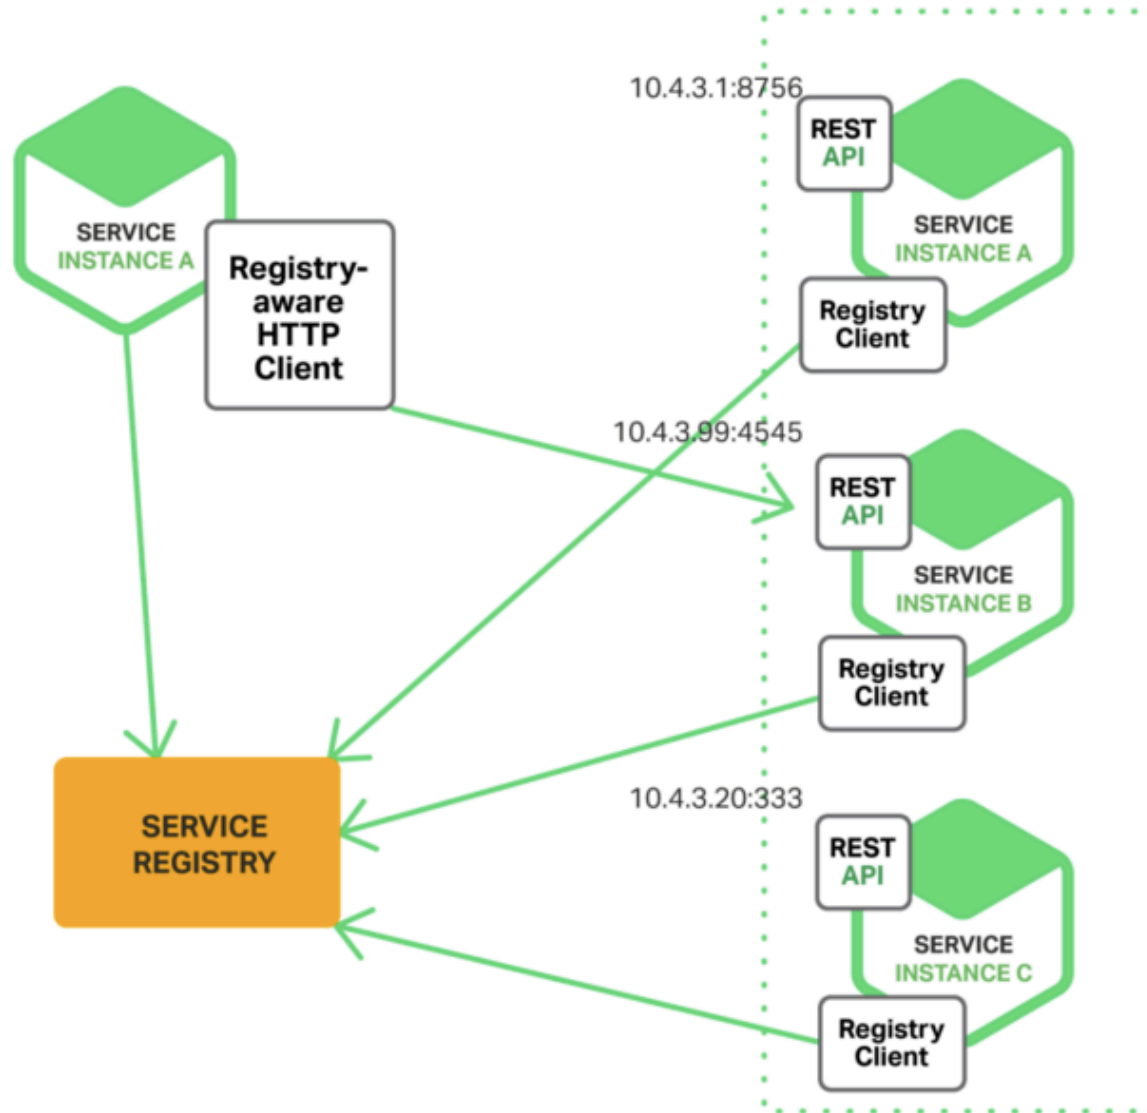 SERVICE
INSTANCE A
Registry-
aware
HTTP
Client
SERVICE
REGISTRY
10.4.3.1:8756
REST
API
SERVICE
INSTANCE A
Registry
Client
10.4.3.99:4545
REST
API
SERVICE
INSTANCE B
Registry
Client
10.4.3.20:333
REST
API
SERVICE
INSTANCE C
Registry
Client